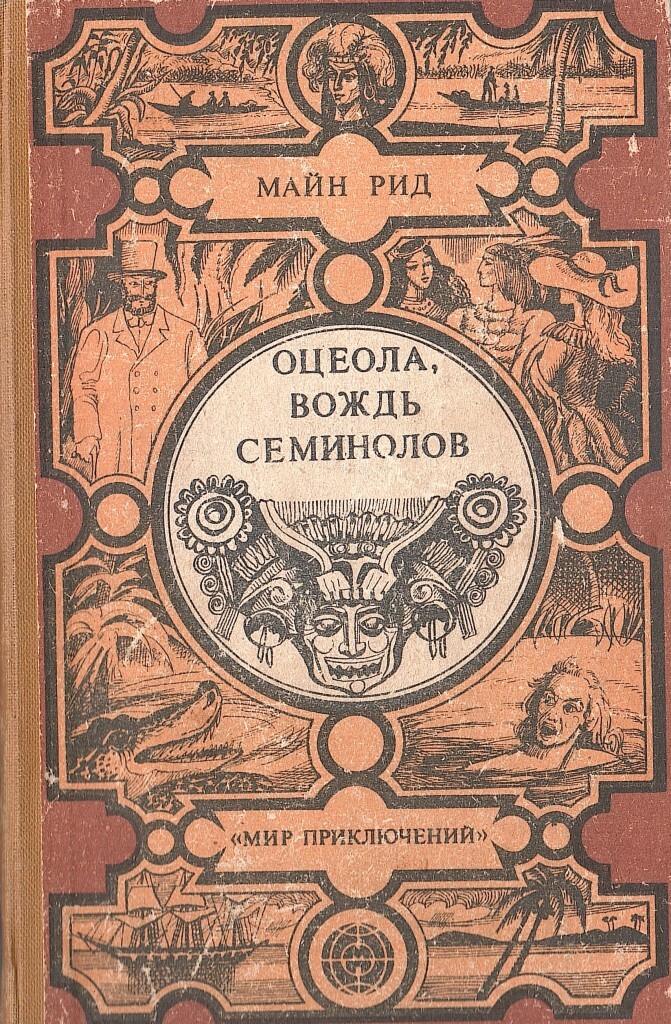 МАЙН РИД
ОЦЕОЛА,
ВОЖДЬ
СЕМИНОЛОВ
«МИР ПРИКЛЮЧЕНИЙ»